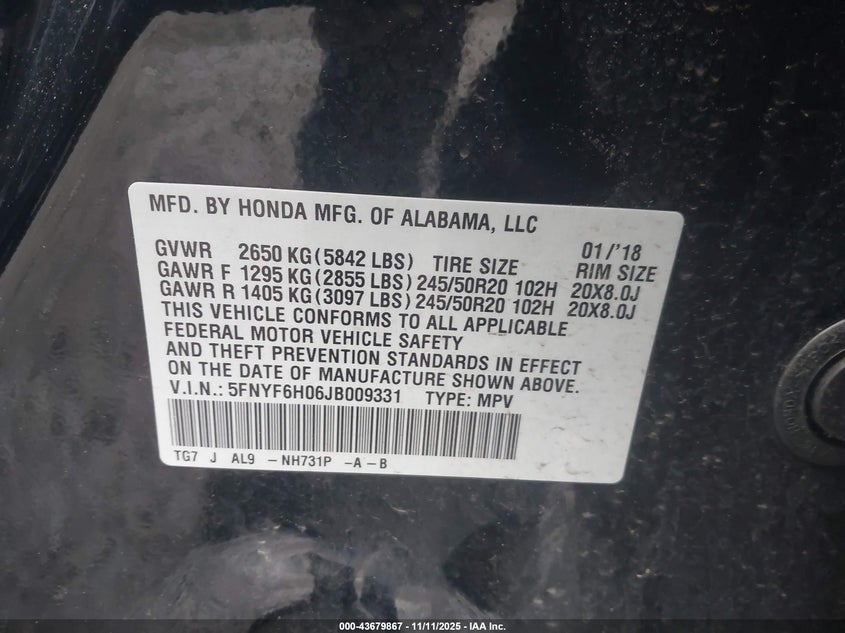 MFD. BY HONDA MFG. OF ALABAMA, LLC
01/'18
GVWR 2650 KG (5842 LBS) TIRE SIZE RIM SIZE
GAWR F 1295 KG (2855 LBS) 245/50R20 102H 20X8.0J
GAWR R 1405 KG (3097 LBS) 245/50R20 102H 20X8.0J
THIS VEHICLE CONFORMS TO ALL APPLICABLE
FEDERAL MOTOR VEHICLE SAFETY
AND THEFT PREVENTION STANDARDS IN EFFECT
ON THE DATE OF MANUFACTURE SHOWN ABOVE.
V.I.N.: 5FNYF6H06JB009331 TYPE: MPV
TG7 J AL9 -NH731P -A-B
HONDA
000-43679867 - 11/11/2025 - IAA Inc.